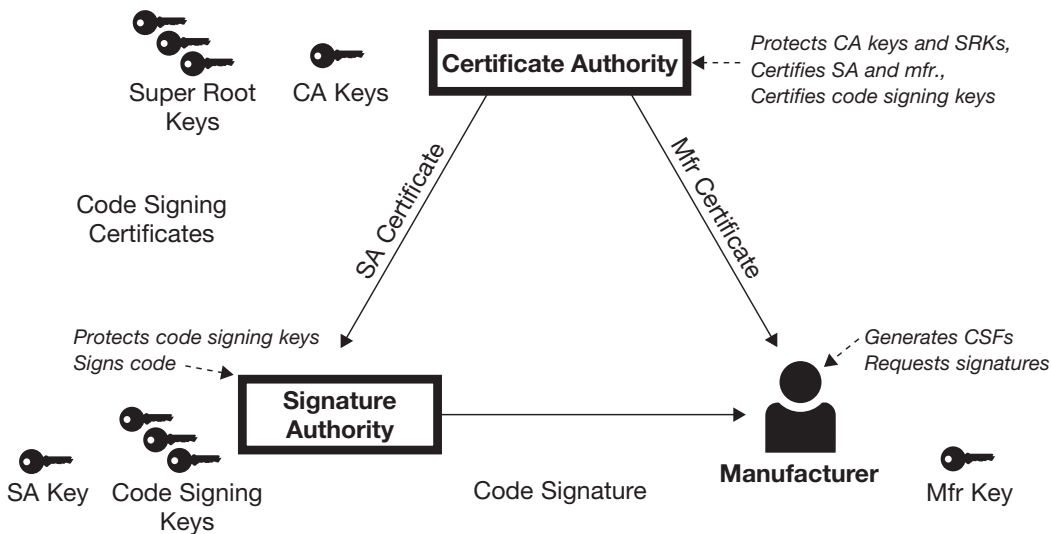 Super Root
Keys
CA Keys
Certificate Authority
Protects CA keys and SRKs,
Certifies SA and mfr.,
Certifies code signing keys
Code Signing
Certificates
SA Certificate
Mfr Certificate
Protects code signing keys
Signs code
Generates CSFs
Requests signatures
Signature
Authority
Manufacturer
SA Key
Code Signing
Keys
Code Signature
Mfr Key